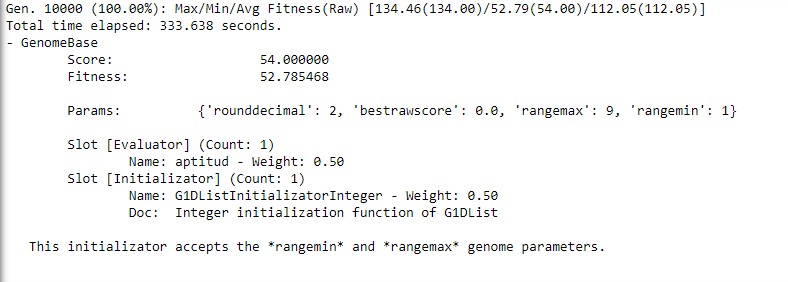 Gen. 10000 (100.00%): Max/Min/Avg Fitness(Raw) [134.46(134.00)/52.79(54.00)/112.05(112.05)]
Total time elapsed: 333.638 seconds.
- GenomeBase
Score: 54.000000
Fitness: 52.785468
Params: {'rounddecimal': 2, 'bestrawscore': 0.0, 'rangemax': 9, 'rangemin': 1}
Slot [Evaluator] (Count: 1)
Name: aptitud - Weight: 0.50
Slot [Initializator] (Count: 1)
Name: G1DListInitializatorInteger - Weight: 0.50
Doc: Integer initialization function of G1DList
This initializator accepts the *rangemin* and *rangemax* genome parameters.